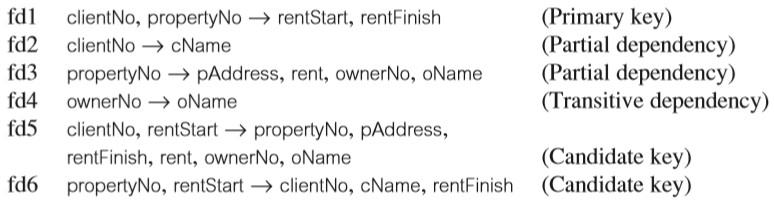 fd1 clientNo, propertyNo → rentStart, rentFinish (Primary key)
fd2 clientNo → cName (Partial dependency)
fd3 propertyNo → pAddress, rent, ownerNo, oName (Partial dependency)
fd4 ownerNo → oName (Transitive dependency)
fd5 clientNo, rentStart → propertyNo, pAddress,
rentFinish, rent, ownerNo, oName (Candidate key)
fd6 propertyNo, rentStart → clientNo, cName, rentFinish (Candidate key)